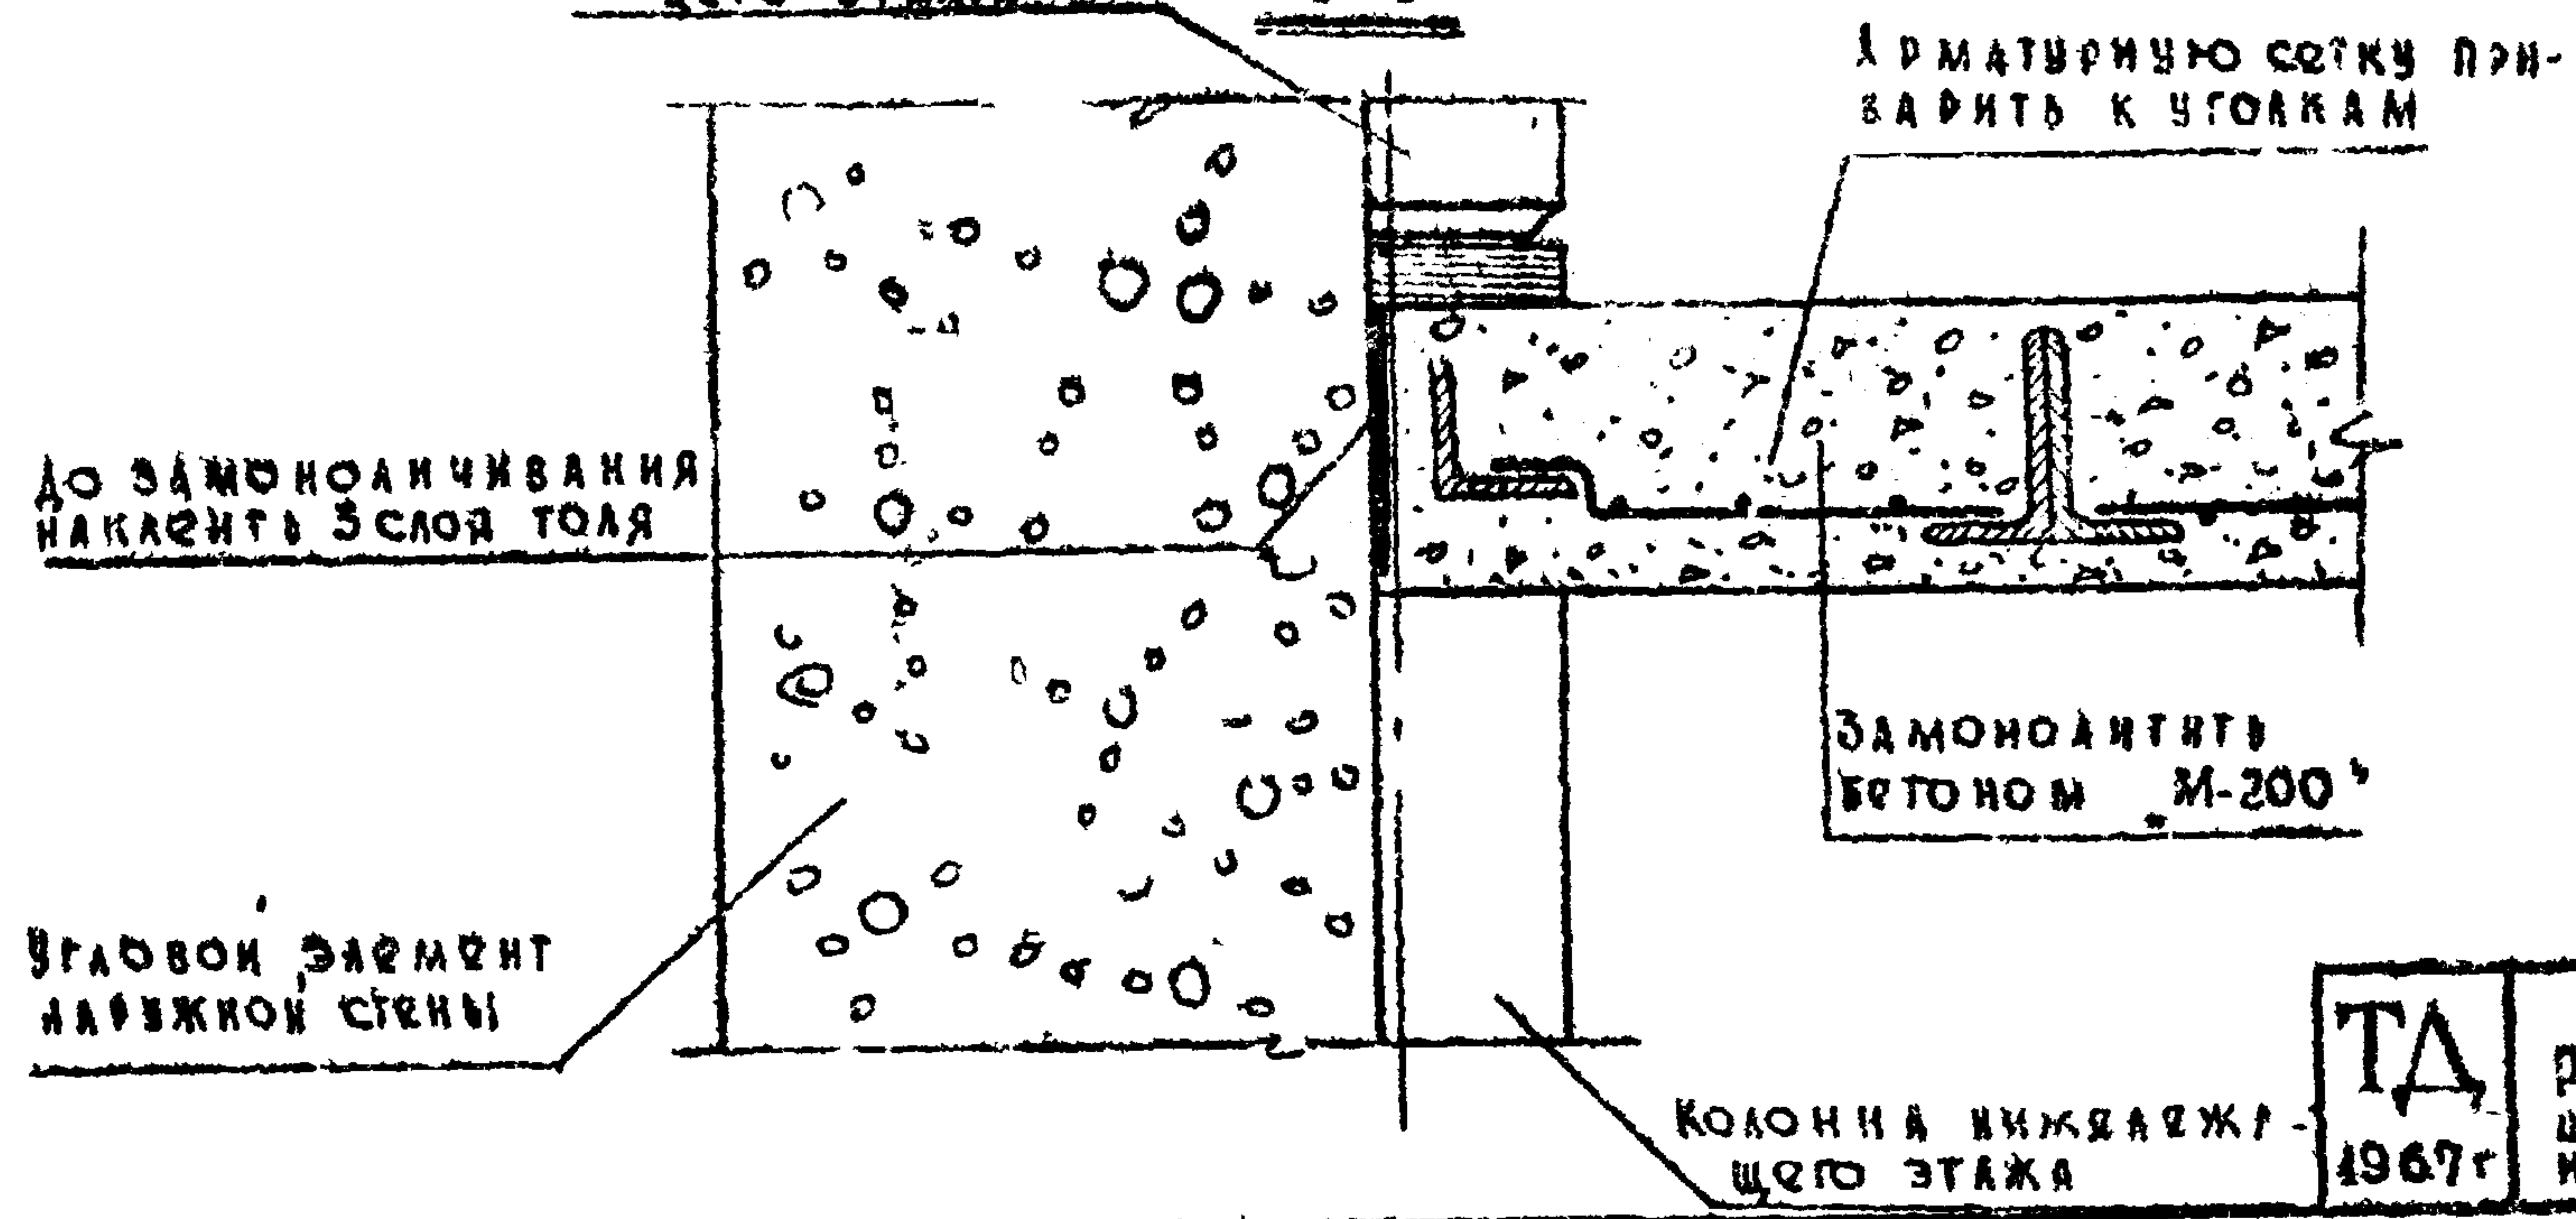 Арматурную сетку при-
варить к уголкам
До замоноличивания
наклеить 3 слоя толя
Замонолитить
бетоном „М-200"
Угловой элемент
наружной стены
Колонна нижележа-
щего этажа
ТД
1967г